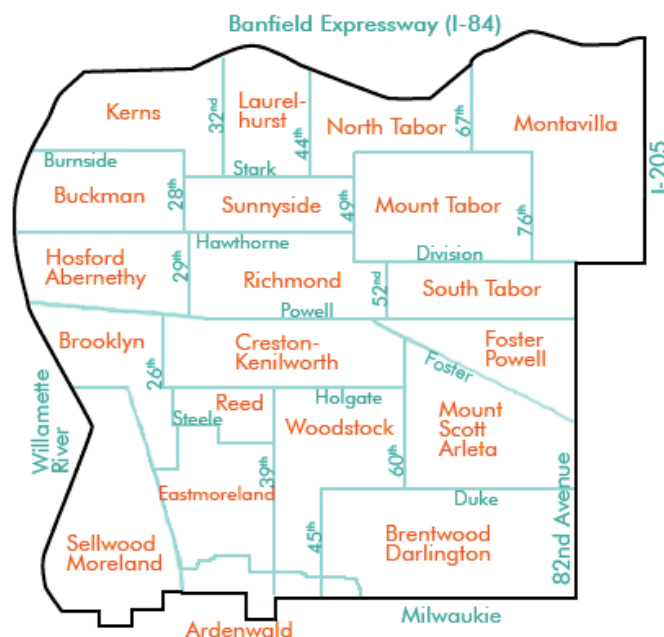 Banfield Expressway (I-84)
Kerns
32nd
Laurel-
hurst
44th
North Tabor
67th
Montavilla
I-205
Burnside
Stark
Buckman
28th
Sunnyside
49th
Mount Tabor
76th
Hosford
Abernethy
29th
Hawthorne
Richmond
Division
52nd
South Tabor
Powell
Brooklyn
26th
Creston-
Kenilworth
Foster
Foster
Powell
Willamette
River
Reed
Steele
39th
Holgate
Woodstock
60th
Mount
Scott
Arleta
Eastmoreland
Duke
45th
Brentwood
Darlington
82nd Avenue
Sellwood
Moreland
Milwaukie
Ardenwald